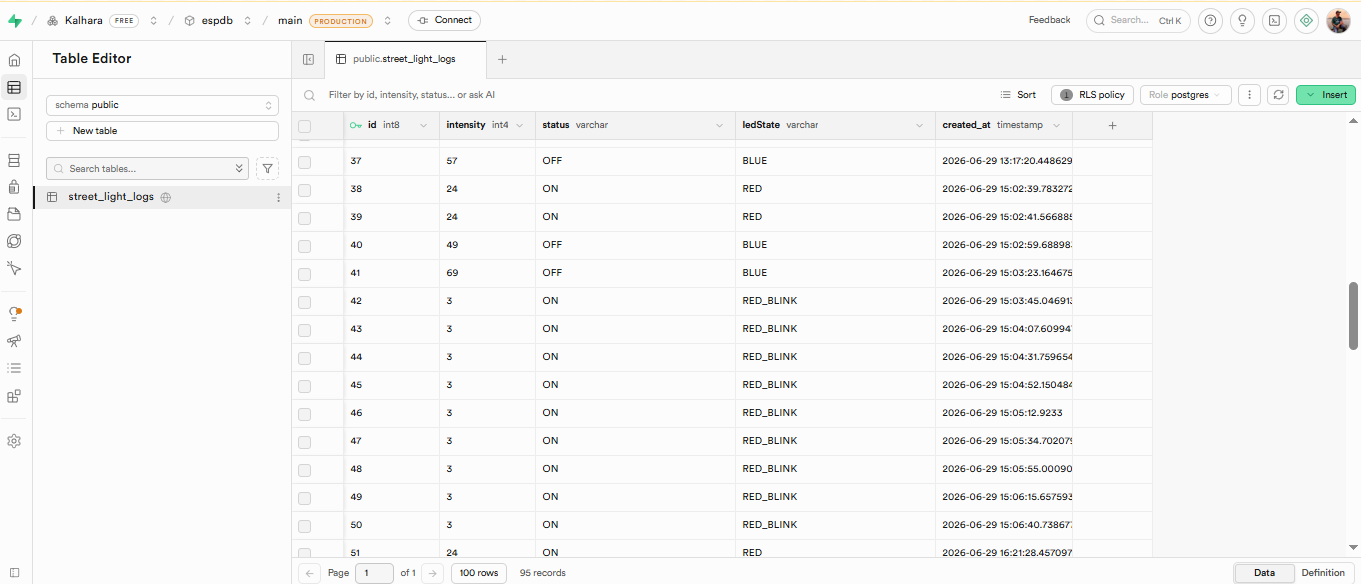 Kalhara FREE / espdb / main PRODUCTION Connect Feedback Search... Ctrl K
Table Editor public.street_light_logs
schema public
New table
Search tables...
street_light_logs
Filter by id, intensity, status... or ask AI Sort 1 RLS policy Role postgres Insert
id int8 intensity int4 status varchar ledState varchar created_at timestamp
37 57 OFF BLUE 2026-06-29 13:17:20.448629
38 24 ON RED 2026-06-29 15:02:39.783272
39 24 ON RED 2026-06-29 15:02:41.566885
40 49 OFF BLUE 2026-06-29 15:02:59.68898
41 69 OFF BLUE 2026-06-29 15:03:23.164675
42 3 ON RED_BLINK 2026-06-29 15:03:45.04691
43 3 ON RED_BLINK 2026-06-29 15:04:07.60994
44 3 ON RED_BLINK 2026-06-29 15:04:31.759654
45 3 ON RED_BLINK 2026-06-29 15:04:52.150484
46 3 ON RED_BLINK 2026-06-29 15:05:12.9233
47 3 ON RED_BLINK 2026-06-29 15:05:34.702079
48 3 ON RED_BLINK 2026-06-29 15:05:55.00090
49 3 ON RED_BLINK 2026-06-29 15:06:15.657593
50 3 ON RED_BLINK 2026-06-29 15:06:40.73867
51 24 ON RED 2026-06-29 16:21:28.457097
Page 1 of 1 100 rows 95 records Data Definition